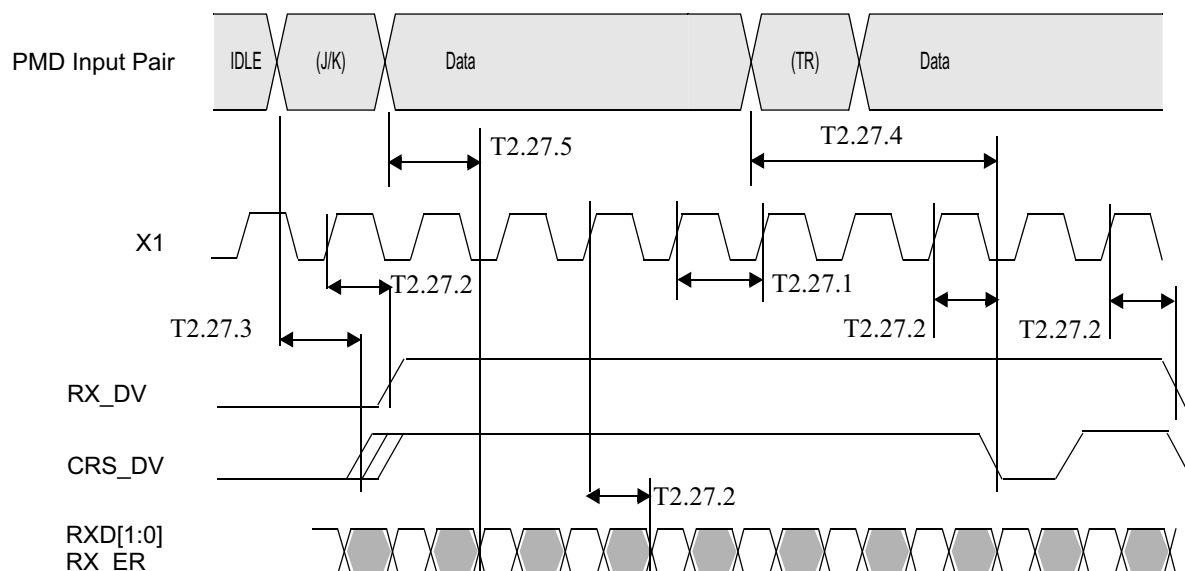 PMD Input Pair
IDLE
(J/K)
Data
(TR)
Data
T2.27.5
T2.27.4
X1
T2.27.2
T2.27.1
T2.27.3
T2.27.2
T2.27.2
RX_DV
CRS_DV
T2.27.2
RXD[1:0]
RX_ER